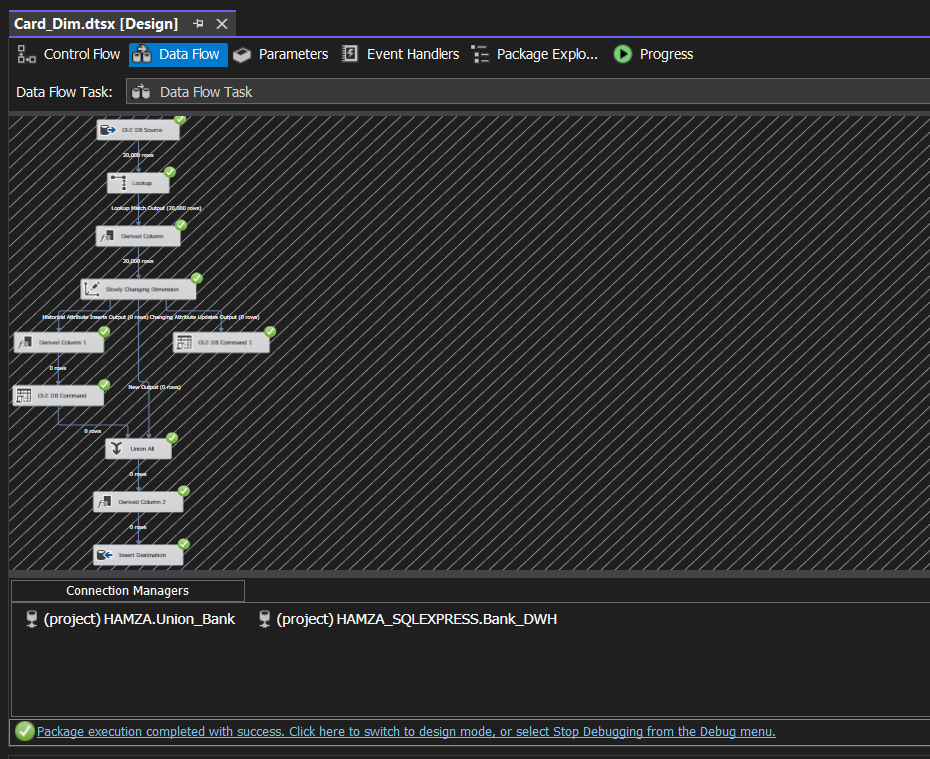 Card_Dim.dtsx [Design]
Control Flow Data Flow Parameters Event Handlers Package Explo... Progress
Data Flow Task: Data Flow Task
OLE DB Source
20,000 rows
Lookup
Lookup Match Output (20,000 rows)
Derived Column
20,000 rows
Slowly Changing Dimension
Historical Attribute Inserts Output (0 rows) Changing Attribute Updates Output (0 rows)
Derived Column 1 OLE DB Command 1
0 rows
New Output (0 rows)
OLE DB Command
0 rows
Union All
0 rows
Derived Column 2
0 rows
Insert Destination
Connection Managers
(project) HAMZA.Union_Bank (project) HAMZA_SQLEXPRESS.Bank_DWH
Package execution completed with success. Click here to switch to design mode, or select Stop Debugging from the Debug menu.